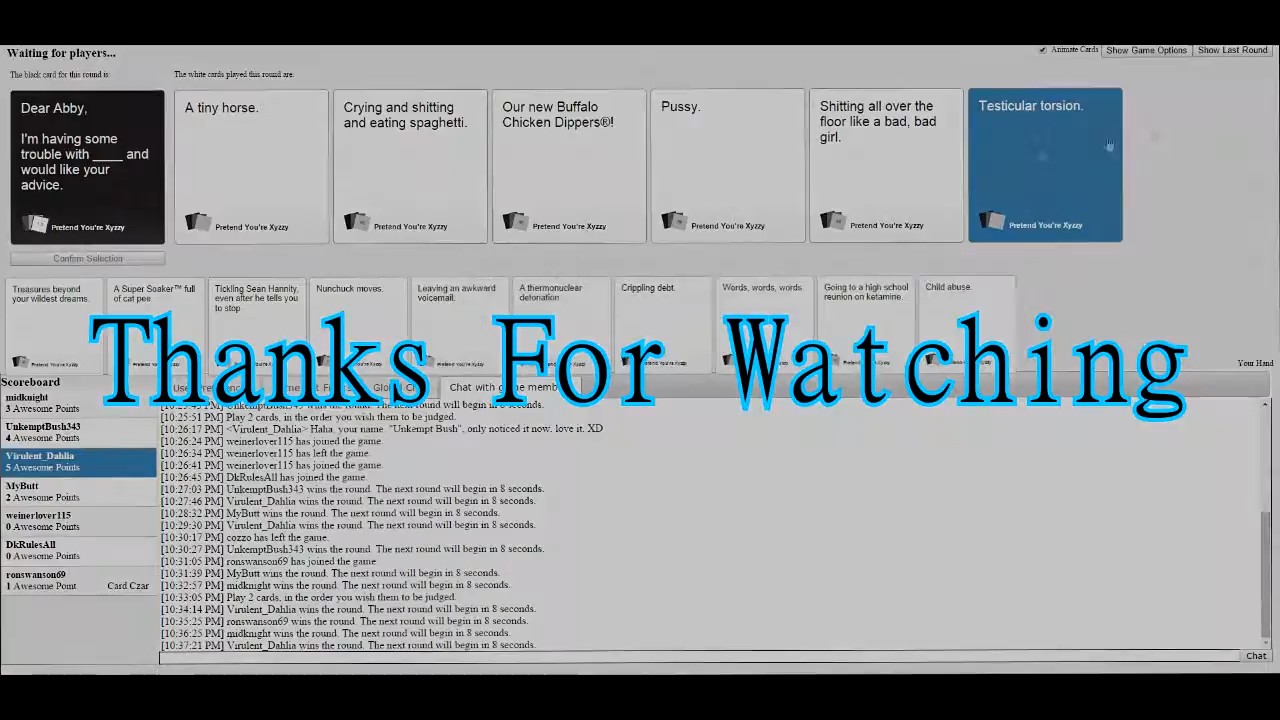 Waiting for players...
Animate Cards
Show Game Options
Show Last Round
The black card for this round is:
The white cards played this round are:
Dear Abby,
I'm having some
trouble with ____ and
would like your
advice.
Pretend You're Xyzzy
A tiny horse.
Pretend You're Xyzzy
Crying and shitting
and eating spaghetti.
Pretend You're Xyzzy
Our new Buffalo
Chicken Dippers®!
Pretend You're Xyzzy
Pussy.
Pretend You're Xyzzy
Shitting all over the
floor like a bad, bad
girl.
Pretend You're Xyzzy
Testicular torsion.
Pretend You're Xyzzy
Confirm Selection
Treasures beyond
your wildest dreams.
Pretend You're Xyzzy
A Super Soaker™ full
of cat pee
Tickling Sean Hannity,
even after he tells you
to stop
Nunchuck moves.
Leaving an awkward
voicemail.
A thermonuclear
detonation
Crippling debt.
Words, words, words
Going to a high school
reunion on ketamine.
Child abuse.
Pretend You're Xyzzy
Your Hand
Thanks For Watching
Chat with game memb
Scoreboard
midknight
3 Awesome Points
UnkemptBush343
4 Awesome Points
Virulent_Dahlia
5 Awesome Points
MyButt
2 Awesome Points
weinerlover115
0 Awesome Points
DkRulesAll
0 Awesome Points
ronswanson69
1 Awesome Point Card Czar
UnkemptBush343 wins the round. The next round will begin in 8 seconds.
[10:25:51 PM] Play 2 cards, in the order you wish them to be judged.
[10:26:17 PM] <Virulent_Dahlia> Haha, your name. "Unkempt Bush", only noticed it now. love it. XD
[10:26:24 PM] weinerlover115 has joined the game.
[10:26:34 PM] weinerlover115 has left the game.
[10:26:41 PM] weinerlover115 has joined the game.
[10:26:45 PM] DkRulesAll has joined the game.
[10:27:03 PM] UnkemptBush343 wins the round. The next round will begin in 8 seconds.
[10:27:46 PM] Virulent_Dahlia wins the round. The next round will begin in 8 seconds.
[10:28:32 PM] MyButt wins the round. The next round will begin in 8 seconds.
[10:29:30 PM] Virulent_Dahlia wins the round. The next round will begin in 8 seconds.
[10:30:17 PM] cozzo has left the game.
[10:30:27 PM] UnkemptBush343 wins the round. The next round will begin in 8 seconds.
[10:31:05 PM] ronswanson69 has joined the game.
[10:31:39 PM] MyButt wins the round. The next round will begin in 8 seconds.
[10:32:57 PM] midknight wins the round. The next round will begin in 8 seconds.
[10:33:05 PM] Play 2 cards, in the order you wish them to be judged.
[10:34:14 PM] Virulent_Dahlia wins the round. The next round will begin in 8 seconds.
[10:35:25 PM] ronswanson69 wins the round. The next round will begin in 8 seconds.
[10:36:25 PM] midknight wins the round. The next round will begin in 8 seconds.
[10:37:21 PM] Virulent_Dahlia wins the round. The next round will begin in 8 seconds.
Chat